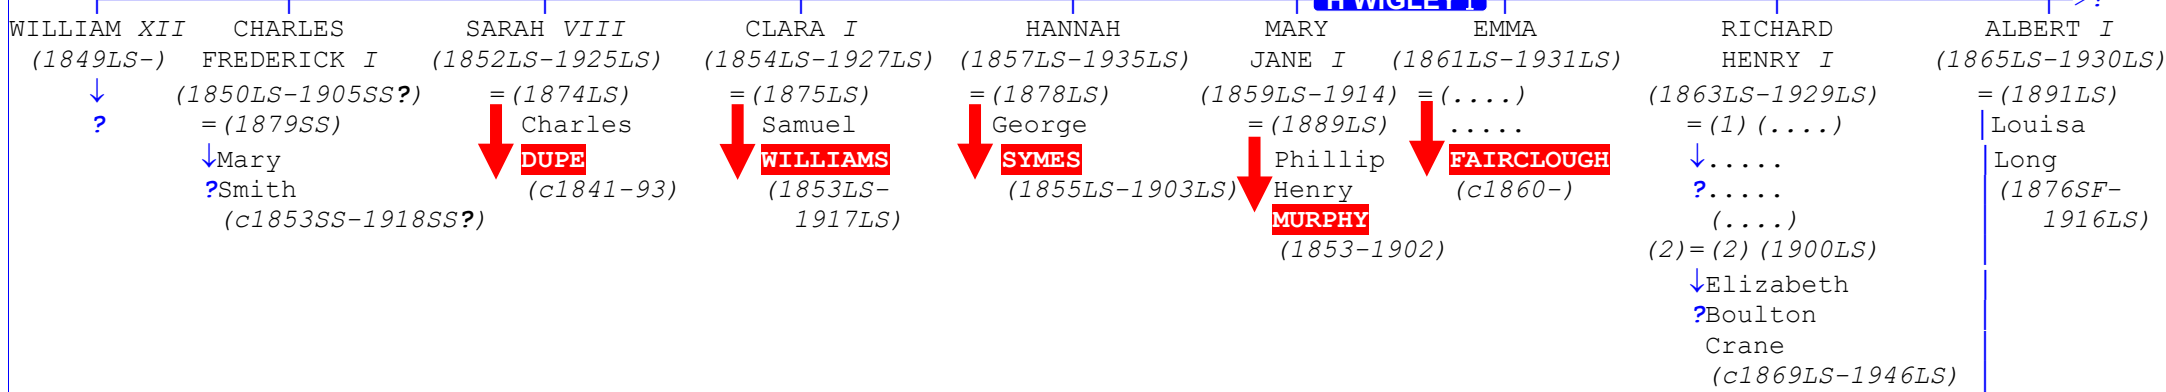 H WIGLEY I
>?
WILLIAM XII CHARLES SARAH VIII CLARA I HANNAH MARY EMMA RICHARD ALBERT I
(1849LS-) FREDERICK I (1852LS-1925LS) (1854LS-1927LS) (1857LS-1935LS) JANE I (1861LS-1931LS) HENRY I (1865LS-1930LS)
↓ (1850LS-1905SS?) =(1874LS) =(1875LS) =(1878LS) (1859LS-1914) =(....) (1863LS-1929LS) =(1891LS)
? =(1879SS) Charles Samuel George =(1889LS) ..... =(1)(....) Louisa
↓Mary DUPE WILLIAMS SYMES Phillip FAIRCLOUGH ↓..... Long
?Smith (c1841-93) (1853LS- (1855LS-1903LS) Henry (c1860-) ?..... (1876SF-
(c1853SS-1918SS?) 1917LS) MURPHY (....) 1916LS)
(1853-1902) (2)=(2)(1900LS)
↓Elizabeth
?Boulton
Crane
(c1869LS-1946LS)